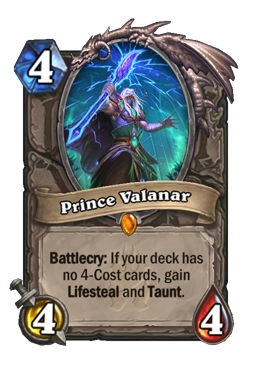 4
Prince Valanar
Battlecry: If your deck has
no 4-Cost cards, gain
Lifesteal and Taunt.
4
4